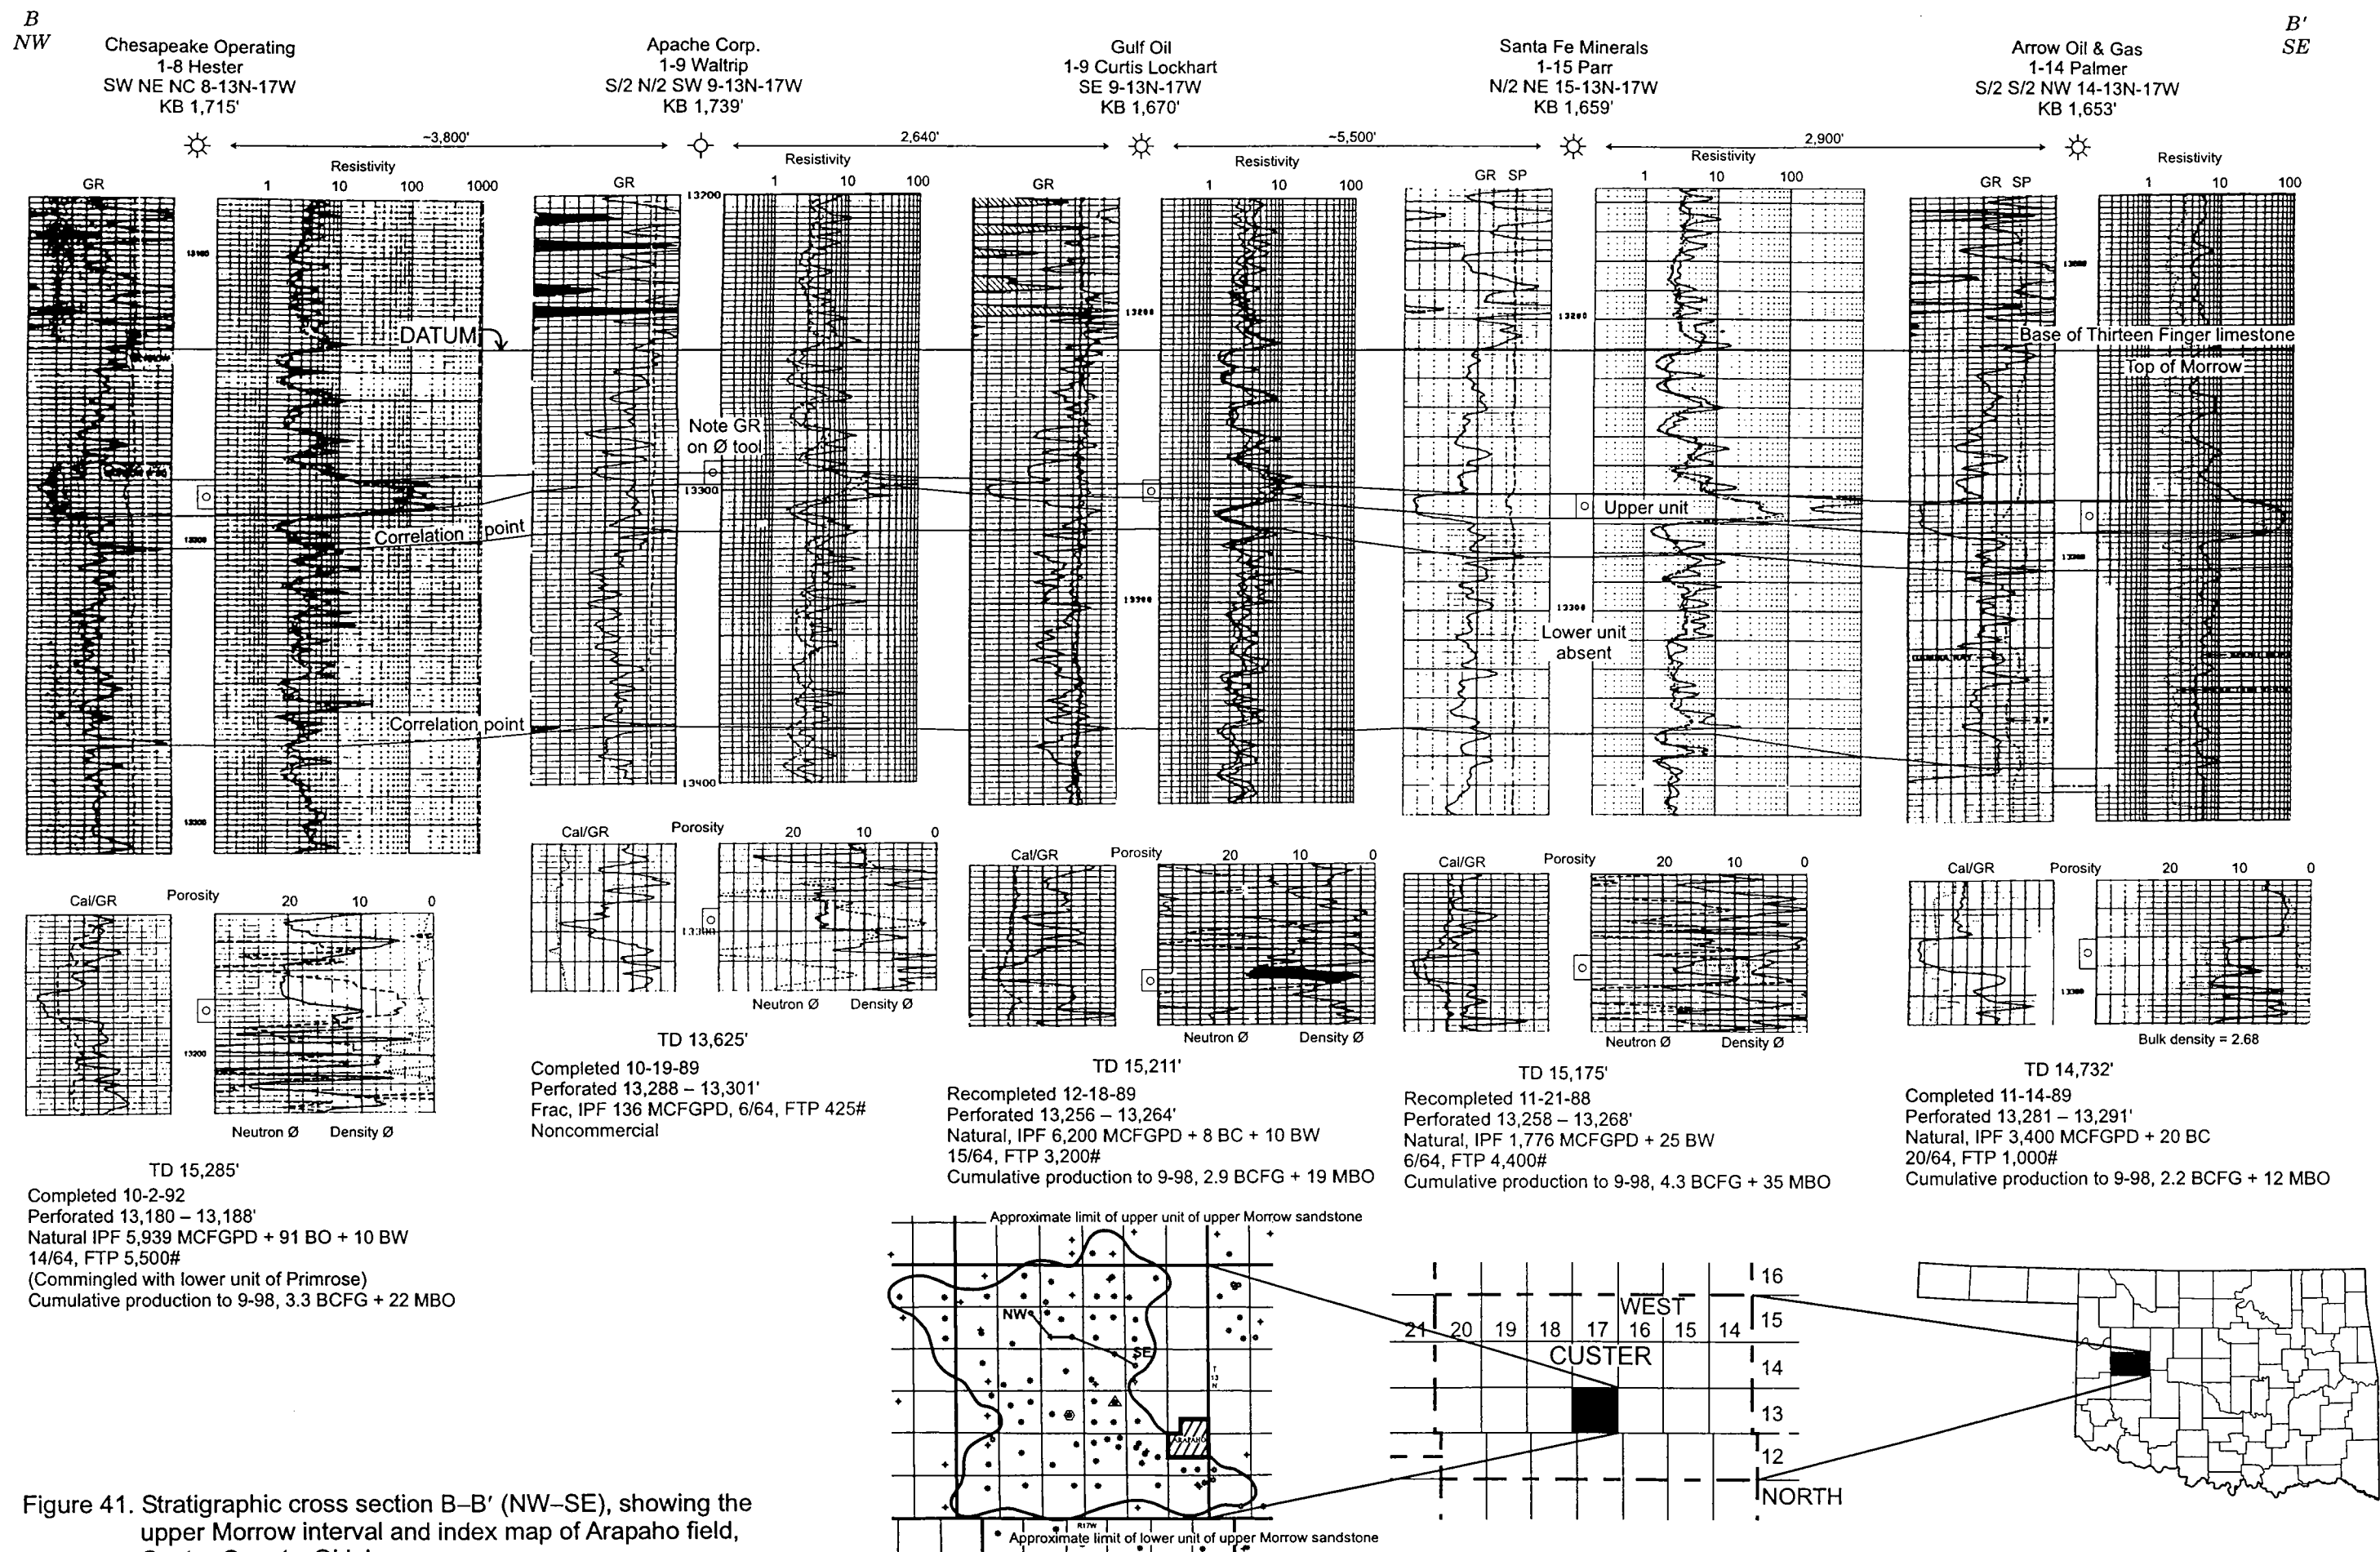 B
NW
B'
SE
Chesapeake Operating
1-8 Hester
SW NE NC 8-13N-17W
KB 1,715'
Apache Corp.
1-9 Waltrip
S/2 N/2 SW 9-13N-17W
KB 1,739'
Gulf Oil
1-9 Curtis Lockhart
SE 9-13N-17W
KB 1,670'
Santa Fe Minerals
1-15 Parr
N/2 NE 15-13N-17W
KB 1,659'
Arrow Oil & Gas
1-14 Palmer
S/2 S/2 NW 14-13N-17W
KB 1,653'
~3,800'
2,640'
~5,500'
2,900'
GR
Resistivity
1 10 100 1000
GR
Resistivity
1 10 100
GR
Resistivity
1 10 100
GR SP
Resistivity
1 10 100
GR SP
Resistivity
1 10 100
13200
13200
13200
DATUM
Base of Thirteen Finger limestone
Top of Morrow
Note GR
on Ø tool
13300
Upper unit
Correlation point
13300
13300
Lower unit
absent
Correlation point
13400
13300
Cal/GR
Porosity
20 10 0
13200
Neutron Ø Density Ø
TD 15,285'
Completed 10-2-92
Perforated 13,180 – 13,188'
Natural IPF 5,939 MCFGPD + 91 BO + 10 BW
14/64, FTP 5,500#
(Commingled with lower unit of Primrose)
Cumulative production to 9-98, 3.3 BCFG + 22 MBO
Cal/GR
Porosity
20 10 0
13300
Neutron Ø Density Ø
TD 13,625'
Completed 10-19-89
Perforated 13,288 – 13,301'
Frac, IPF 136 MCFGPD, 6/64, FTP 425#
Noncommercial
Cal/GR
Porosity
20 10 0
Neutron Ø Density Ø
TD 15,211'
Recompleted 12-18-89
Perforated 13,256 – 13,264'
Natural, IPF 6,200 MCFGPD + 8 BC + 10 BW
15/64, FTP 3,200#
Cumulative production to 9-98, 2.9 BCFG + 19 MBO
Cal/GR
Porosity
20 10 0
Neutron Ø Density Ø
TD 15,175'
Recompleted 11-21-88
Perforated 13,258 – 13,268'
Natural, IPF 1,776 MCFGPD + 25 BW
6/64, FTP 4,400#
Cumulative production to 9-98, 4.3 BCFG + 35 MBO
Cal/GR
Porosity
20 10 0
13300
Bulk density = 2.68
TD 14,732'
Completed 11-14-89
Perforated 13,281 – 13,291'
Natural, IPF 3,400 MCFGPD + 20 BC
20/64, FTP 1,000#
Cumulative production to 9-98, 2.2 BCFG + 12 MBO
Approximate limit of upper unit of upper Morrow sandstone
NW
SE
T
13
N
ARAPAHO
R17W
Approximate limit of lower unit of upper Morrow sandstone
WEST
21 20 19 18 17 16 15 14
CUSTER
16
15
14
13
12
NORTH
Figure 41. Stratigraphic cross section B–B′ (NW–SE), showing the
upper Morrow interval and index map of Arapaho field,